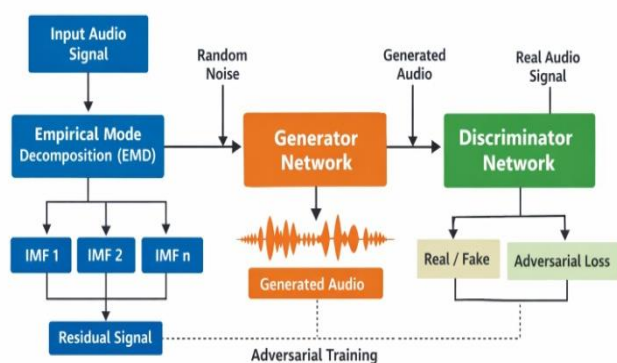 Input Audio
Signal
Random
Noise
Generated
Audio
Real Audio
Signal
Empirical Mode
Decomposition (EMD)
Generator
Network
Discriminator
Network
IMF 1
IMF 2
IMF n
Generated Audio
Real / Fake
Adversarial Loss
Residual Signal
Adversarial Training